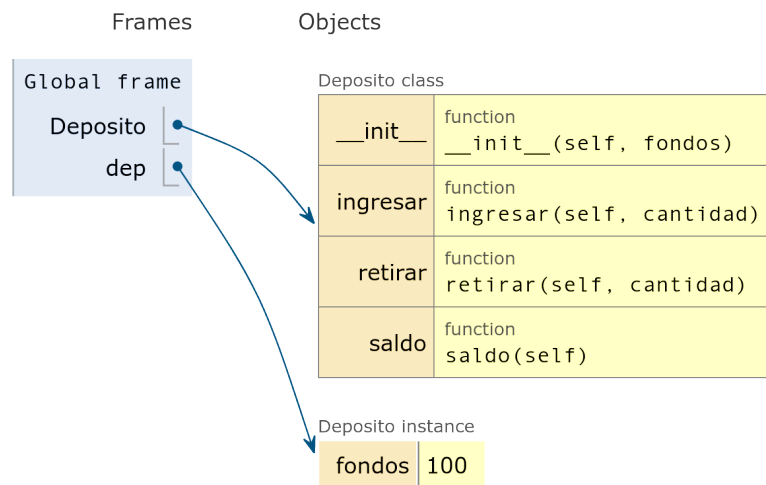 Frames Objects
Global frame
Deposito
dep
Deposito class
__init__ function
__init__(self, fondos)
ingresar function
ingresar(self, cantidad)
retirar function
retirar(self, cantidad)
saldo function
saldo(self)
Deposito instance
fondos 100